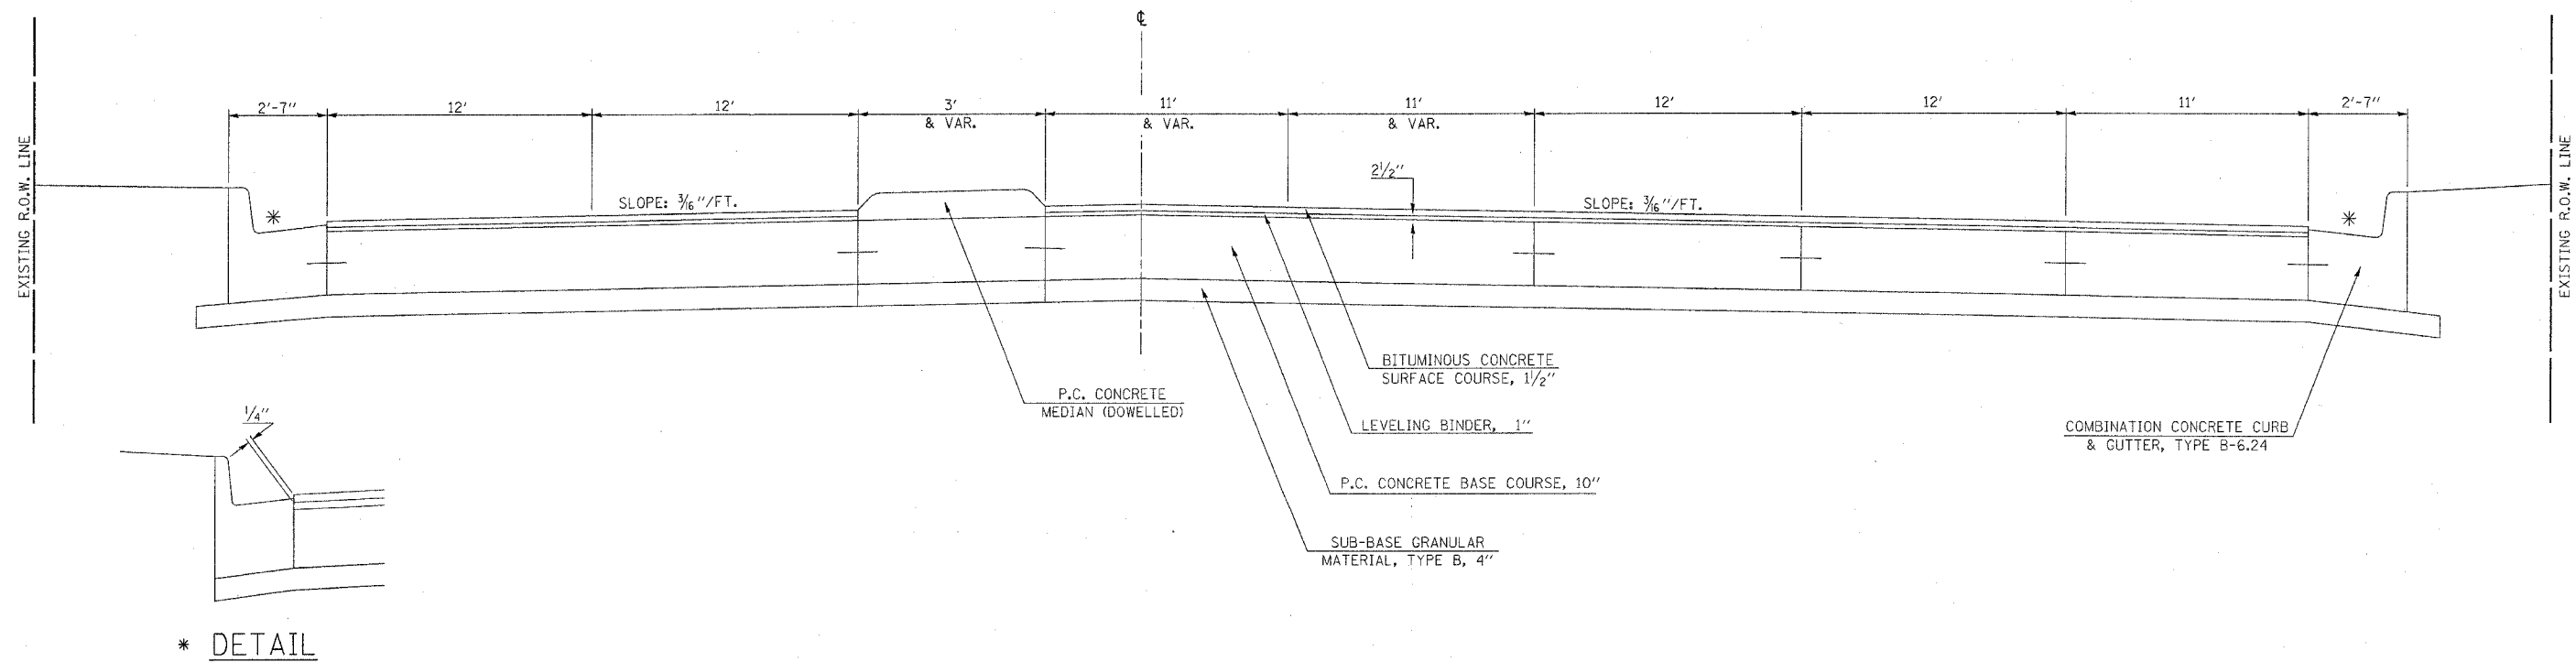 ℄
2'-7" 12' 12' 3' 11' 11' 12' 12' 11' 2'-7"
& VAR. & VAR. & VAR.
EXISTING R.O.W. LINE
EXISTING R.O.W. LINE
2½"
SLOPE: 3/16"/FT.
SLOPE: 3/16"/FT.
*
*
BITUMINOUS CONCRETE
SURFACE COURSE, 1½"
P.C. CONCRETE
MEDIAN (DOWELLED)
¼"
LEVELING BINDER, 1"
COMBINATION CONCRETE CURB
& GUTTER, TYPE B-6.24
P.C. CONCRETE BASE COURSE, 10"
SUB-BASE GRANULAR
MATERIAL, TYPE B, 4"
* DETAIL